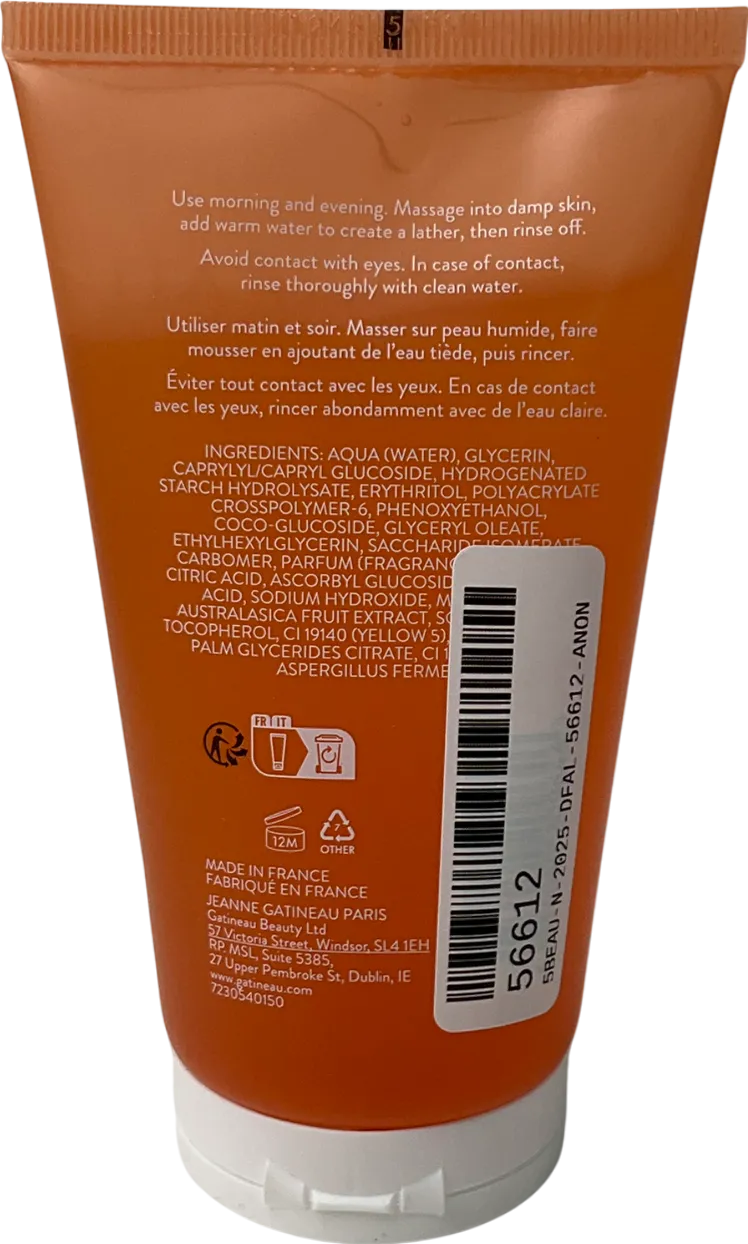 5
Use morning and evening. Massage into damp skin,
add warm water to create a lather, then rinse off.
Avoid contact with eyes. In case of contact,
rinse thoroughly with clean water.
Utiliser matin et soir. Masser sur peau humide, faire
mousser en ajoutant de l'eau tiède, puis rincer.
Éviter tout contact avec les yeux. En cas de contact
avec les yeux, rincer abondamment avec de l'eau claire.
INGREDIENTS: AQUA (WATER), GLYCERIN,
CAPRYLYL/CAPRYL GLUCOSIDE, HYDROGENATED
STARCH HYDROLYSATE, ERYTHRITOL, POLYACRYLATE
CROSSPOLYMER-6, PHENOXYETHANOL,
COCO-GLUCOSIDE, GLYCERYL OLEATE,
ETHYLHEXYLGLYCERIN, SACCHARIDE ISOMERATE,
CARBOMER, PARFUM
CITRIC ACID, ASCORBYL
ACID, SODIUM HYDROXIDE,
AUSTRALASICA FRUIT EXTRACT,
TOCOPHEROL, CI 19140 (YELLOW 5),
PALM GLYCERIDES CITRATE, CI
ASPERGILLUS
FR IT
12M
7
OTHER
MADE IN FRANCE
FABRIQUÉ EN FRANCE
JEANNE GATINEAU PARIS
Gatineau Beauty Ltd
57 Victoria Street, Windsor, SL4 1EH
RP MSL, Suite 5385,
27 Upper Pembroke St, Dublin, IE
www.gatineau.com
7230540150
56612
5BEAU-N-2025-DFAL-56612-ANON